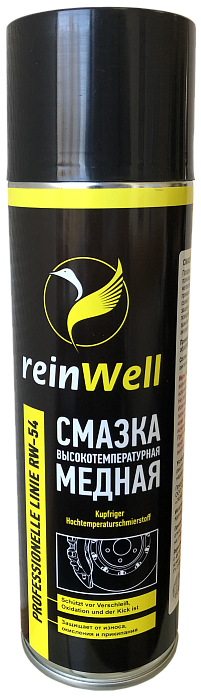 reinWell
PROFESSIONELLE LINIE RW-54
СМАЗКА
ВЫСОКОТЕМПЕРАТУРНАЯ
МЕДНАЯ
Kupfriger
Hochtemperaturschmierstoff
Schützt vor Verschleiß,
Oxidation und der Kick ist
Защищает от износа,
окисления и прикипания